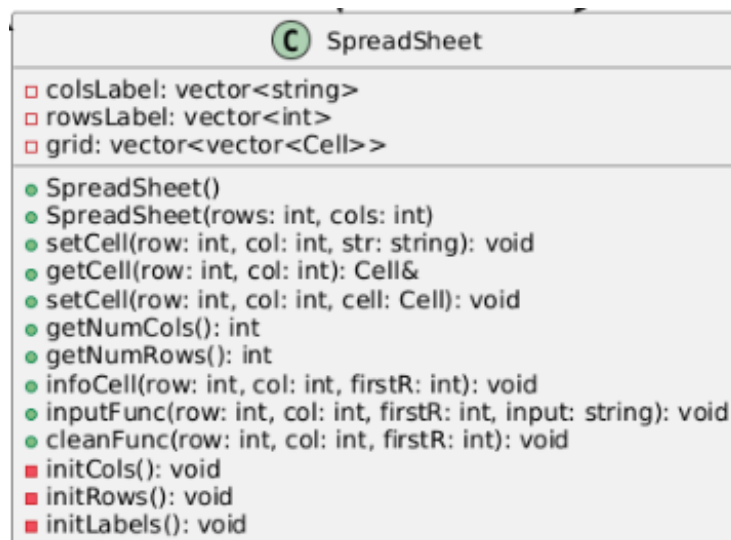 C SpreadSheet
colsLabel: vector<string>
rowsLabel: vector<int>
grid: vector<vector<Cell>>
SpreadSheet()
SpreadSheet(rows: int, cols: int)
setCell(row: int, col: int, str: string): void
getCell(row: int, col: int): Cell&
setCell(row: int, col: int, cell: Cell): void
getNumCols(): int
getNumRows(): int
infoCell(row: int, col: int, firstR: int): void
inputFunc(row: int, col: int, firstR: int, input: string): void
cleanFunc(row: int, col: int, firstR: int): void
initCols(): void
initRows(): void
initLabels(): void